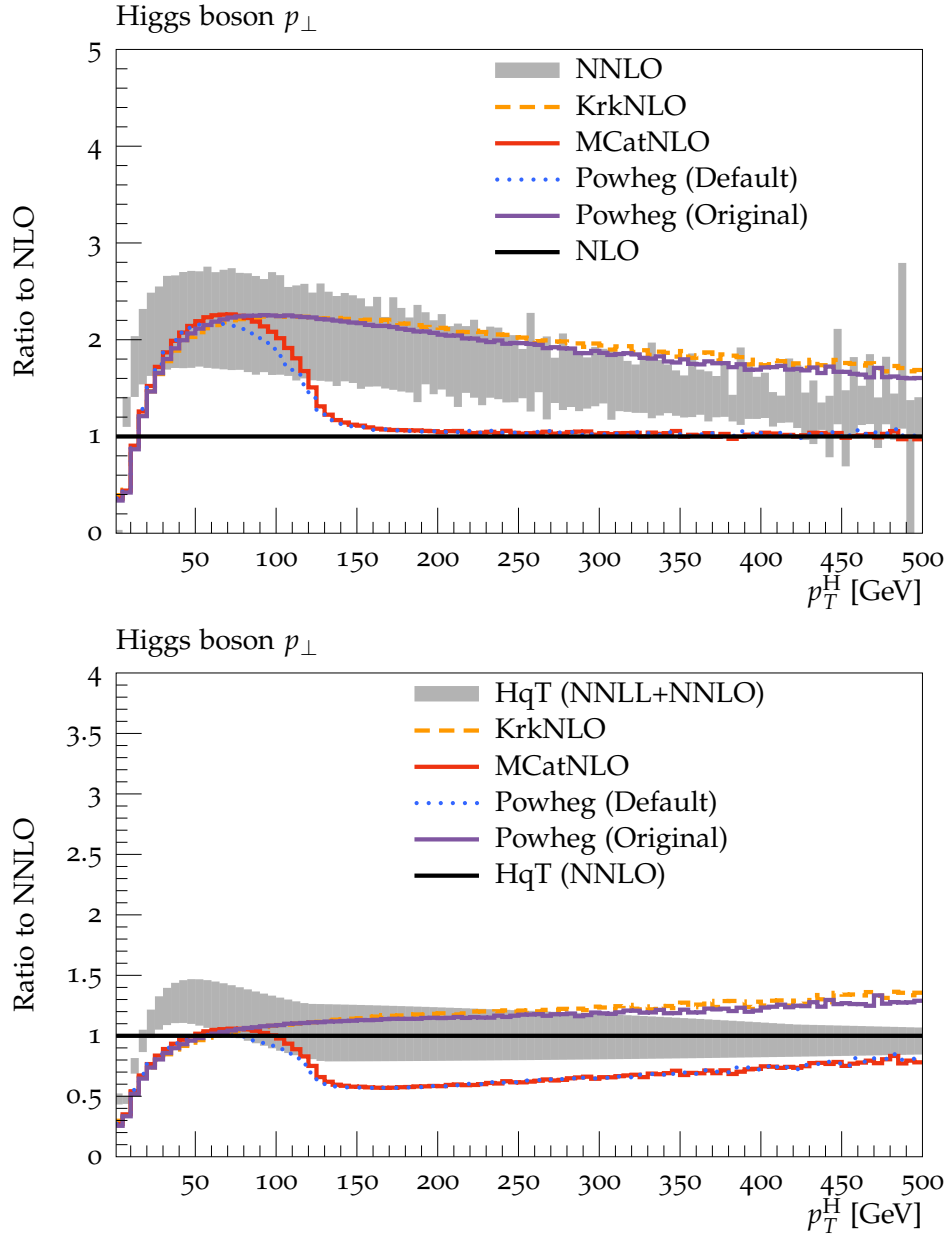 Higgs boson p⊥
5
4
3
2
1
0
Ratio to NLO
NNLO
KrkNLO
MCatNLO
Powheg (Default)
Powheg (Original)
NLO
50 100 150 200 250 300 350 400 450 500
p_T^H [GeV]
Higgs boson p⊥
4
3.5
3
2.5
2
1.5
1
0.5
0
Ratio to NNLO
HqT (NNLL+NNLO)
KrkNLO
MCatNLO
Powheg (Default)
Powheg (Original)
HqT (NNLO)
50 100 150 200 250 300 350 400 450 500
p_T^H [GeV]